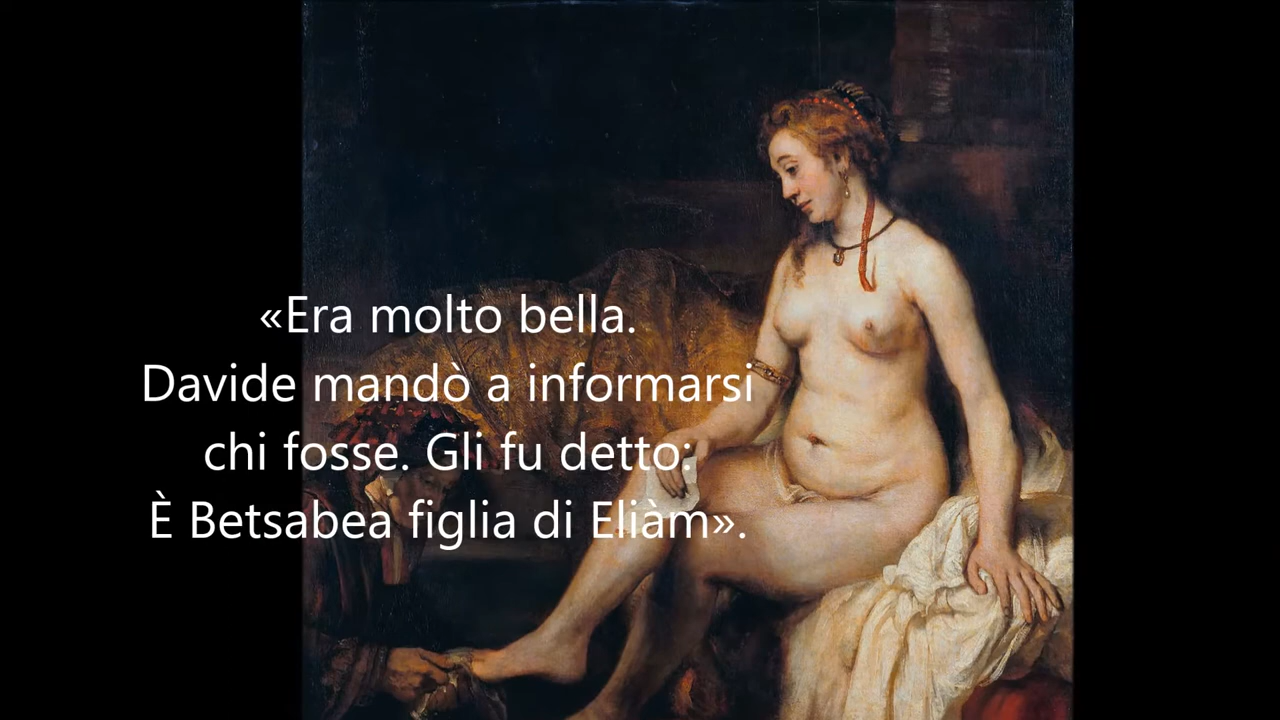 «Era molto bella.
Davide mandò a informarsi
chi fosse. Gli fu detto:
È Betsabea figlia di Eliàm».